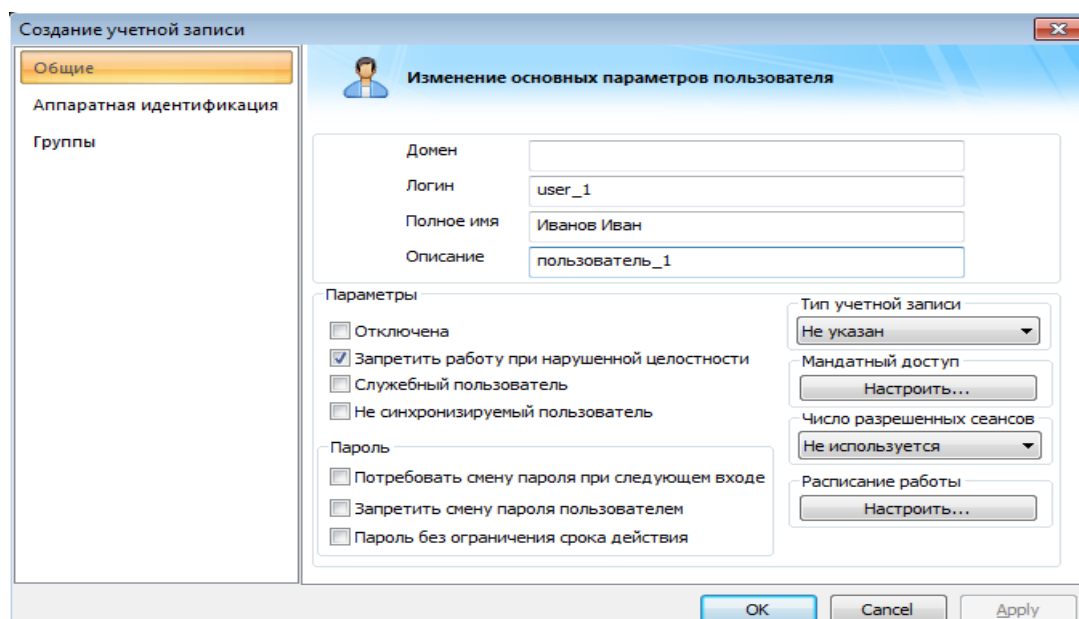 Создание учетной записи
Общие
Аппаратная идентификация
Группы
Изменение основных параметров пользователя
Домен
Логин user_1
Полное имя Иванов Иван
Описание пользователь_1
Параметры
Отключена
Запретить работу при нарушенной целостности
Служебный пользователь
Не синхронизируемый пользователь
Пароль
Потребовать смену пароля при следующем входе
Запретить смену пароля пользователем
Пароль без ограничения срока действия
Тип учетной записи
Не указан
Мандатный доступ
Настроить...
Число разрешенных сеансов
Не используется
Расписание работы
Настроить...
OK Cancel Apply